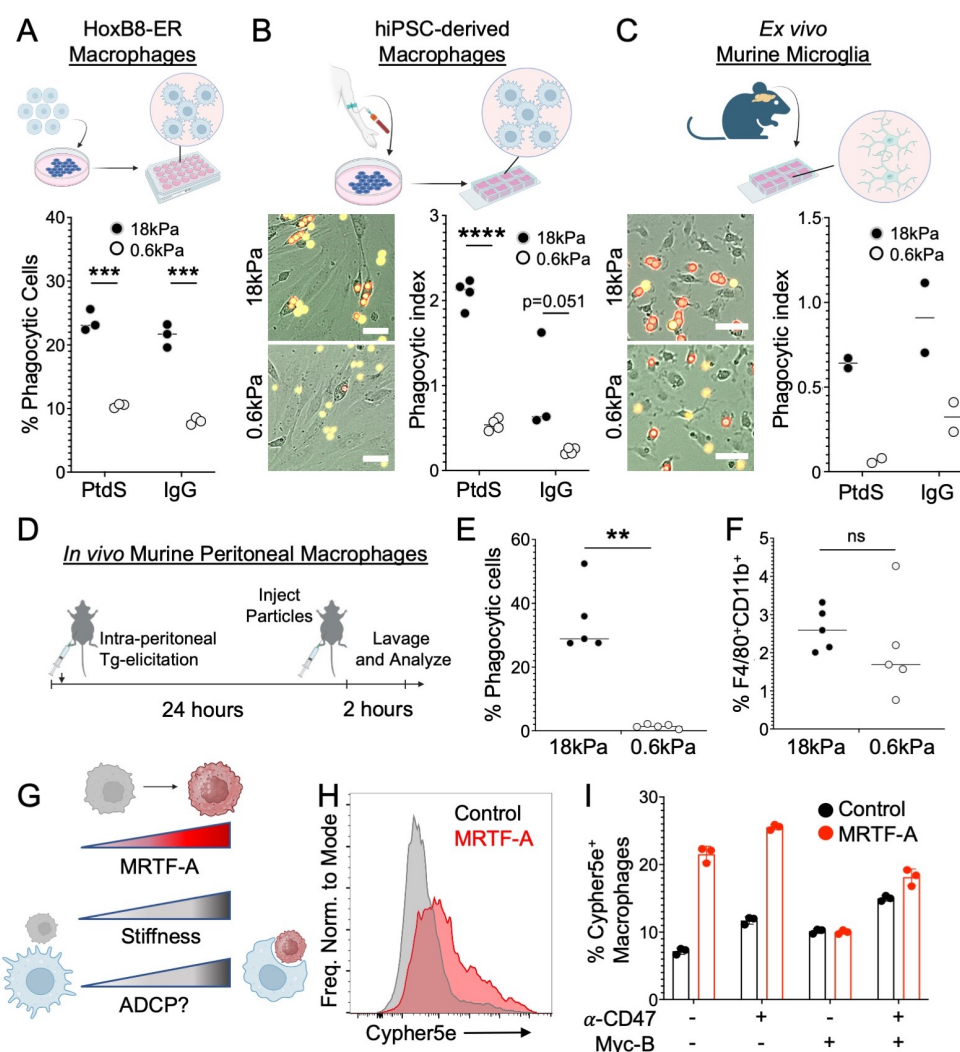 A
HoxB8-ER
Macrophages
B
hiPSC-derived
Macrophages
C
Ex vivo
Murine Microglia
% Phagocytic Cells
40
30
20
10
0
18kPa
0.6kPa
***
***
PtdS
IgG
18kPa
0.6kPa
Phagocytic index
3
2
1
0
****
18kPa
0.6kPa
p=0.051
PtdS
IgG
18kPa
0.6kPa
Phagocytic index
1.5
1.0
0.5
0
18kPa
0.6kPa
PtdS
IgG
D
In vivo Murine Peritoneal Macrophages
Intra-peritoneal
Tg-elicitation
Inject
Particles
Lavage
and Analyze
24 hours
2 hours
E
% Phagocytic cells
60
40
20
0
**
18kPa
0.6kPa
F
% F4/80⁺CD11b⁺
5
4
3
2
1
0
ns
18kPa
0.6kPa
G
MRTF-A
Stiffness
ADCP?
H
Freq. Norm. to Mode
Control
MRTF-A
Cypher5e
I
% Cypher5e⁺
Macrophages
30
20
10
0
Control
MRTF-A
α-CD47 - + - +
Myc-B - - + +